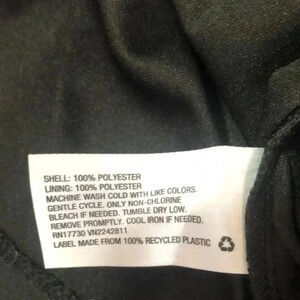 SHELL: 100% POLYESTER
LINING: 100% POLYESTER
MACHINE WASH COLD WITH LIKE COLORS.
GENTLE CYCLE. ONLY NON-CHLORINE
BLEACH IF NEEDED. TUMBLE DRY LOW.
REMOVE PROMPTLY. COOL IRON IF NEEDED.
RN17730 VN2242811
LABEL MADE FROM 100% RECYCLED PLASTIC